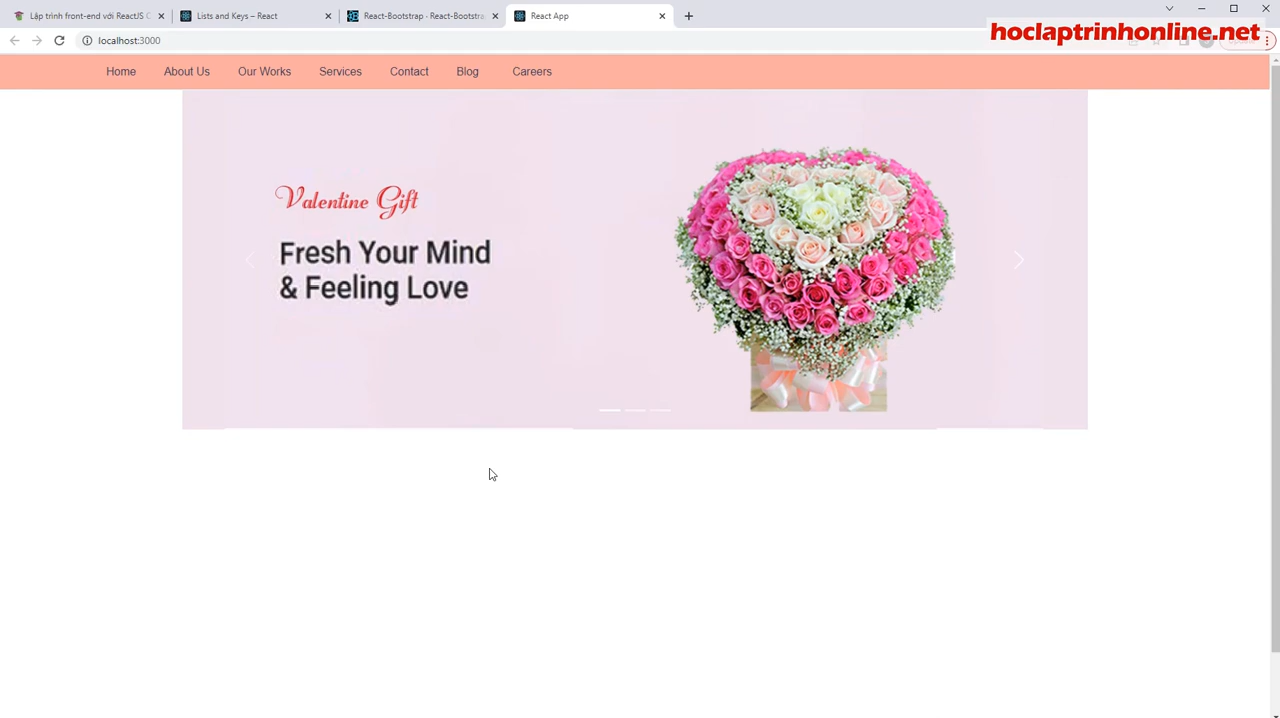 Lập trình front-end với ReactJS C
Lists and Keys – React
React-Bootstrap · React-Bootstra
React App
localhost:3000
hoclaptrinhonline.net
Home
About Us
Our Works
Services
Contact
Blog
Careers
Valentine Gift
Fresh Your Mind
& Feeling Love